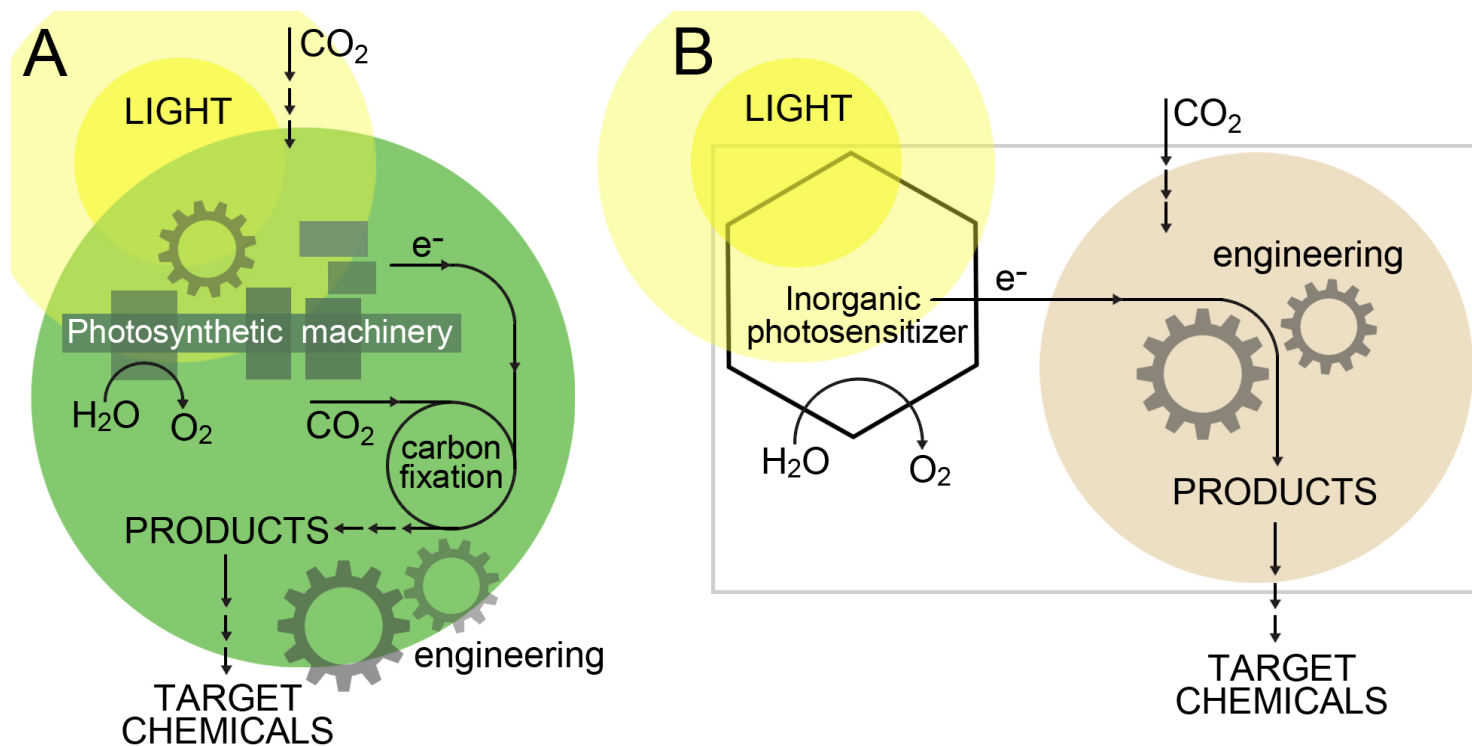 A
CO₂
LIGHT
e⁻
Photosynthetic machinery
H₂O
O₂
CO₂
carbon
fixation
PRODUCTS
engineering
TARGET
CHEMICALS
B
LIGHT
CO₂
engineering
e⁻
Inorganic
photosensitizer
H₂O
O₂
PRODUCTS
TARGET
CHEMICALS